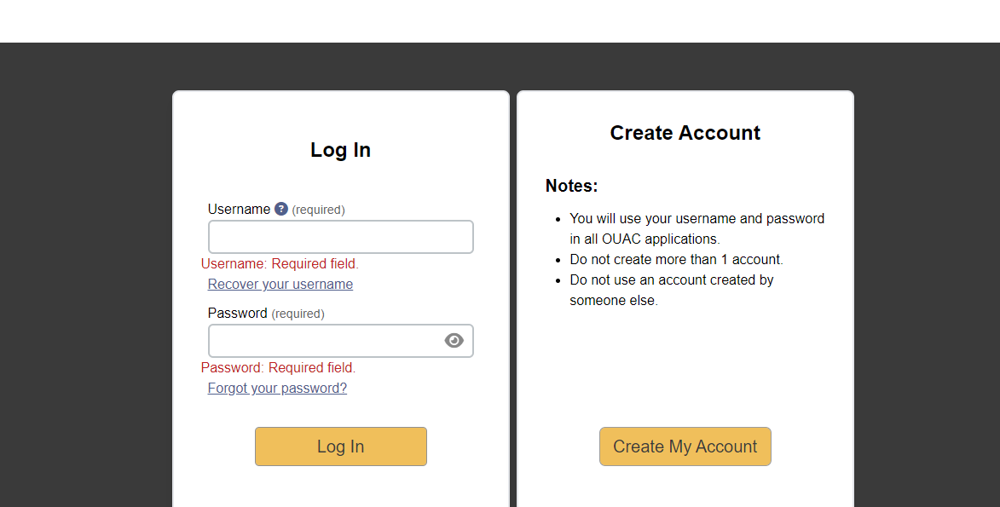 Log In
Username ? (required)
Username: Required field.
Recover your username
Password (required)
Password: Required field.
Forgot your password?
Log In
Create Account
Notes:
• You will use your username and password
in all OUAC applications.
• Do not create more than 1 account.
• Do not use an account created by
someone else.
Create My Account